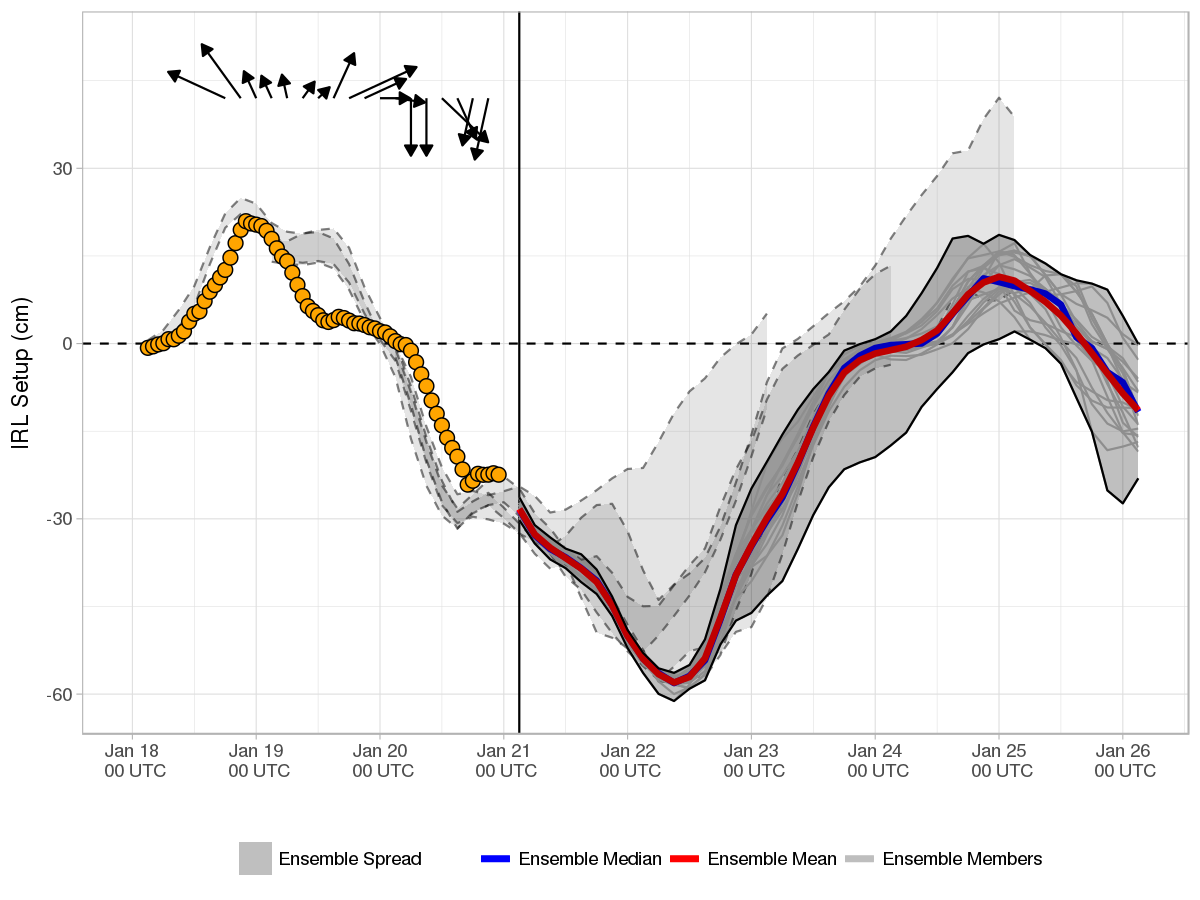 IRL Setup (cm)
30
0
-30
-60
Jan 18 Jan 19 Jan 20 Jan 21 Jan 22 Jan 23 Jan 24 Jan 25 Jan 26
00 UTC 00 UTC 00 UTC 00 UTC 00 UTC 00 UTC 00 UTC 00 UTC 00 UTC
Ensemble Spread Ensemble Median Ensemble Mean Ensemble Members